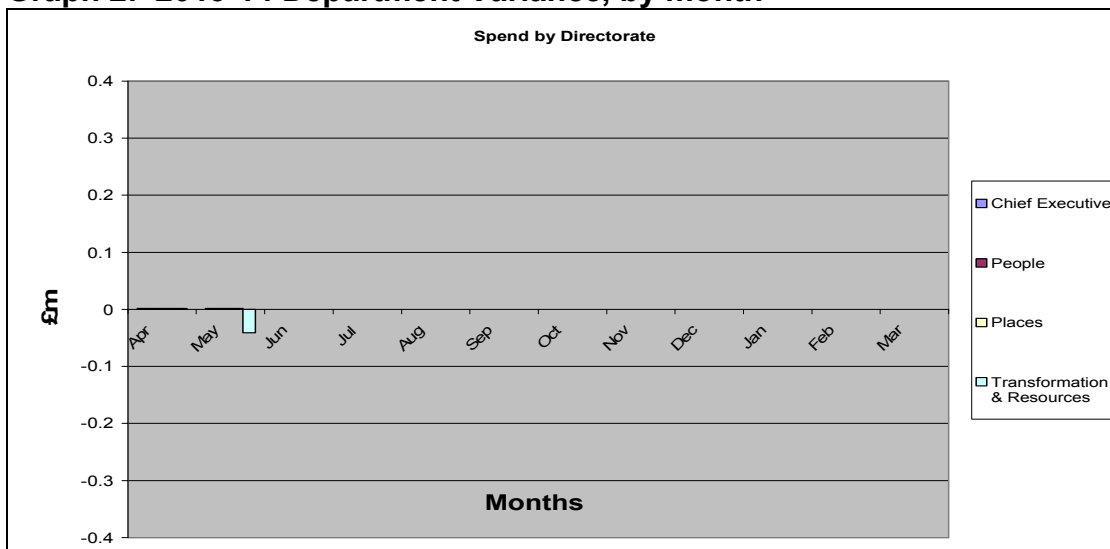 Spend by Directorate
0.4
0.3
0.2
0.1
0
-0.1
-0.2
-0.3
-0.4
£m
Apr May Jun Jul Aug Sep Oct Nov Dec Jan Feb Mar
Months
Chief Executive
People
Places
Transformation
& Resources